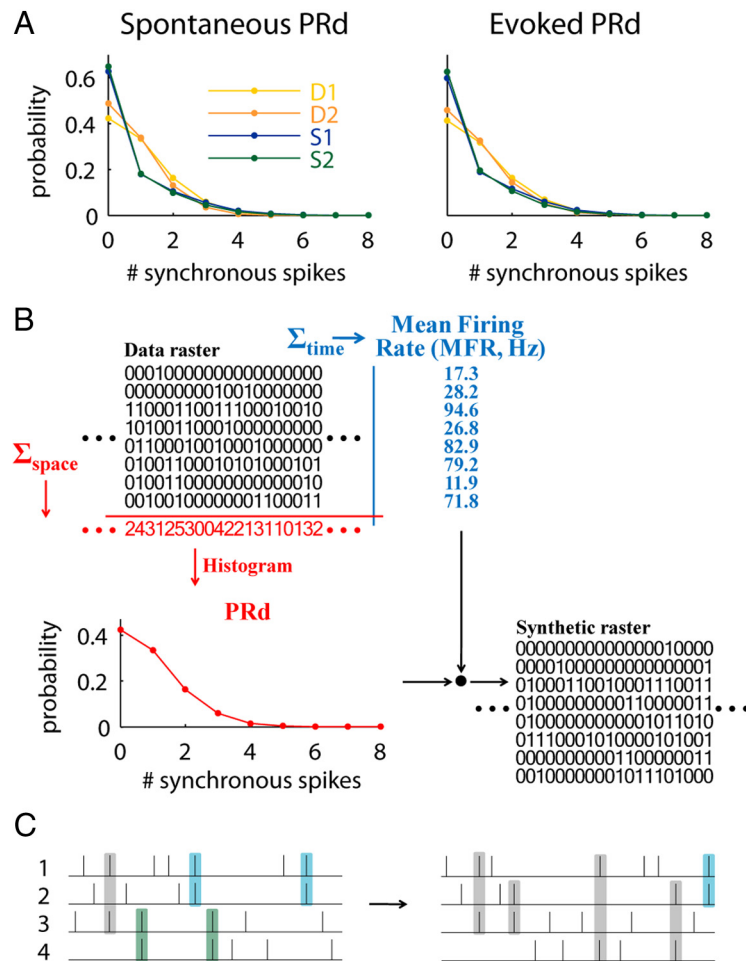 A
Spontaneous PRd
Evoked PRd
probability
0.6
0.4
0.2
0
D1
D2
S1
S2
0 2 4 6 8
0 2 4 6 8
# synchronous spikes
# synchronous spikes
B
Σtime
Mean Firing
Rate (MFR, Hz)
Data raster
00010000000000000000
00000000010010000000
11000110011100010010
10100110001000000000
01100010010001000000
01001100010101000101
01001100000000000010
00100100000001100011
Σspace
17.3
28.2
94.6
26.8
82.9
79.2
11.9
71.8
24312530042213110132
Histogram
PRd
probability
0.4
0.2
0
0 2 4 6 8
# synchronous spikes
Synthetic raster
00000000000000010000
00001000000000000001
01000110010001110011
01000000000110000011
01000000000001011010
01110001010000101001
00000000001100000011
00100000001011101000
C
1
2
3
4